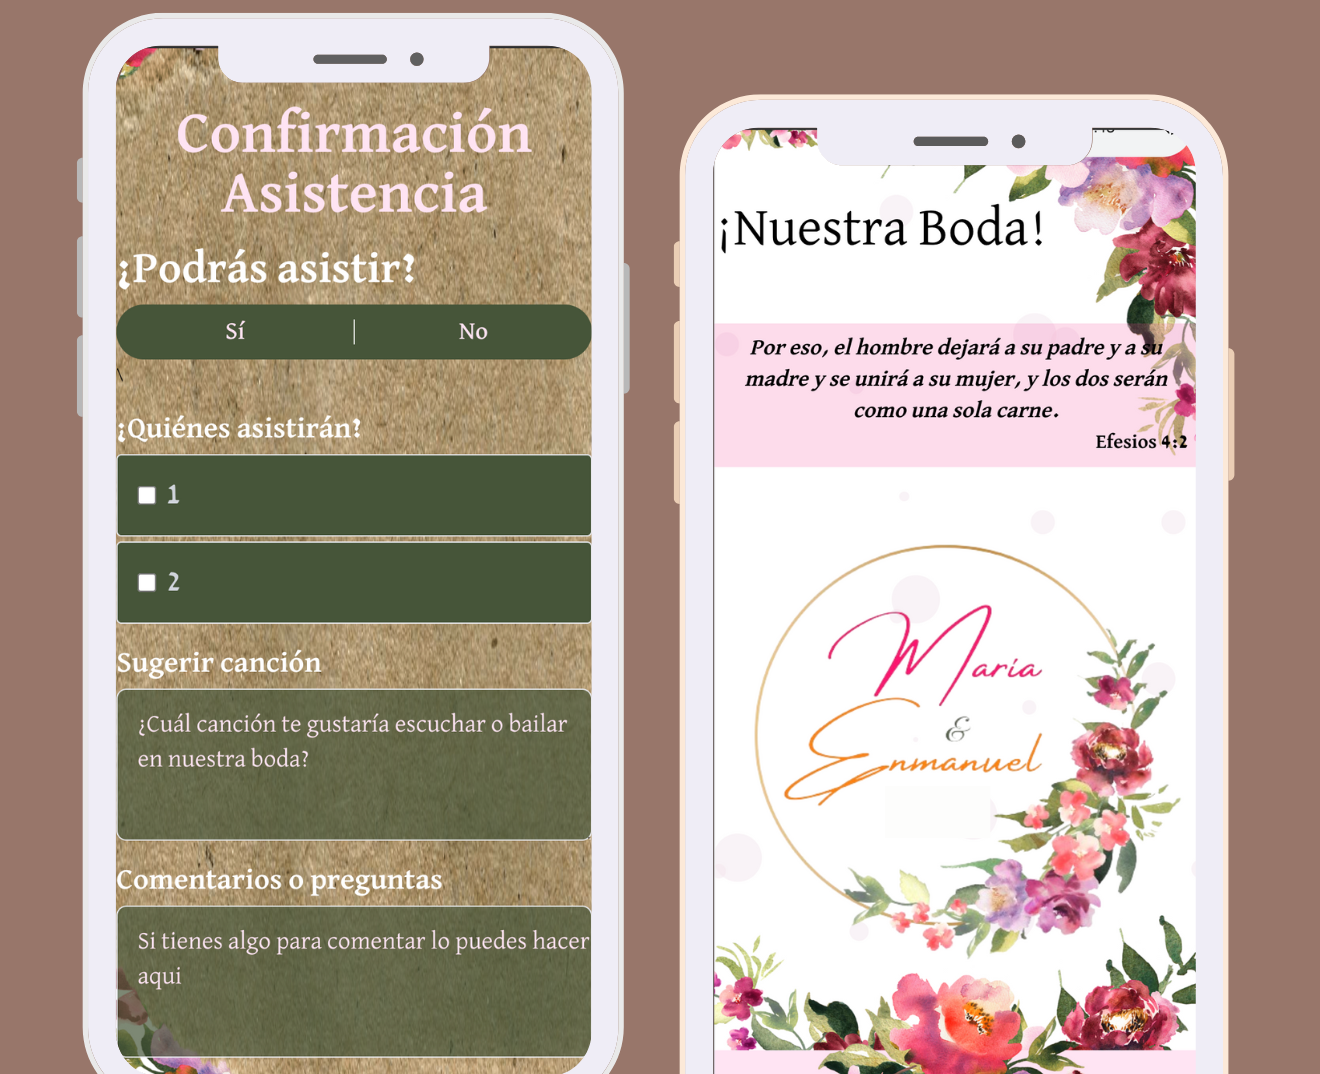 Confirmación
Asistencia
¿Podrás asistir?
Sí | No
¿Quiénes asistirán?
1
2
Sugerir canción
¿Cuál canción te gustaría escuchar o bailar
en nuestra boda?
Comentarios o preguntas
Si tienes algo para comentar lo puedes hacer
aqui
¡Nuestra Boda!
Por eso, el hombre dejará a su padre y a su
madre y se unirá a su mujer, y los dos serán
como una sola carne.
Efesios 4:2
Maria
&
Enmanuel